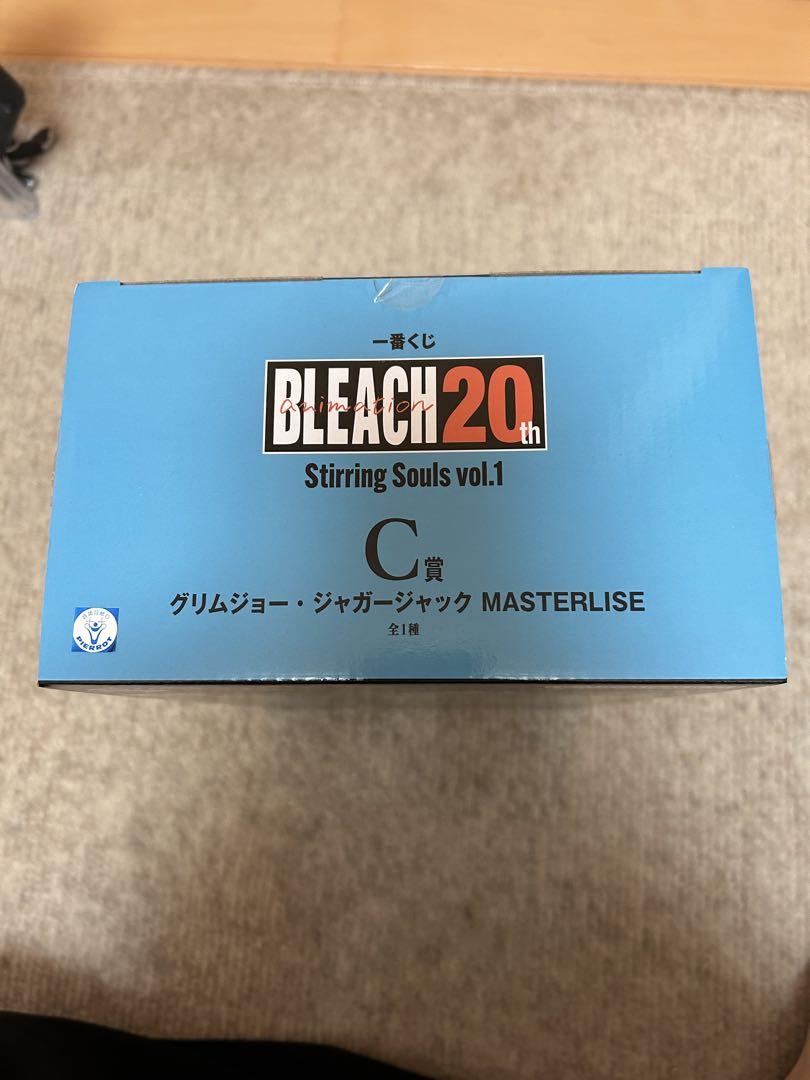 一番くじ
BLEACH 20th
animation
Stirring Souls vol.1
C賞
グリムジョー・ジャガージャック MASTERLISE
全1種
PIERROT